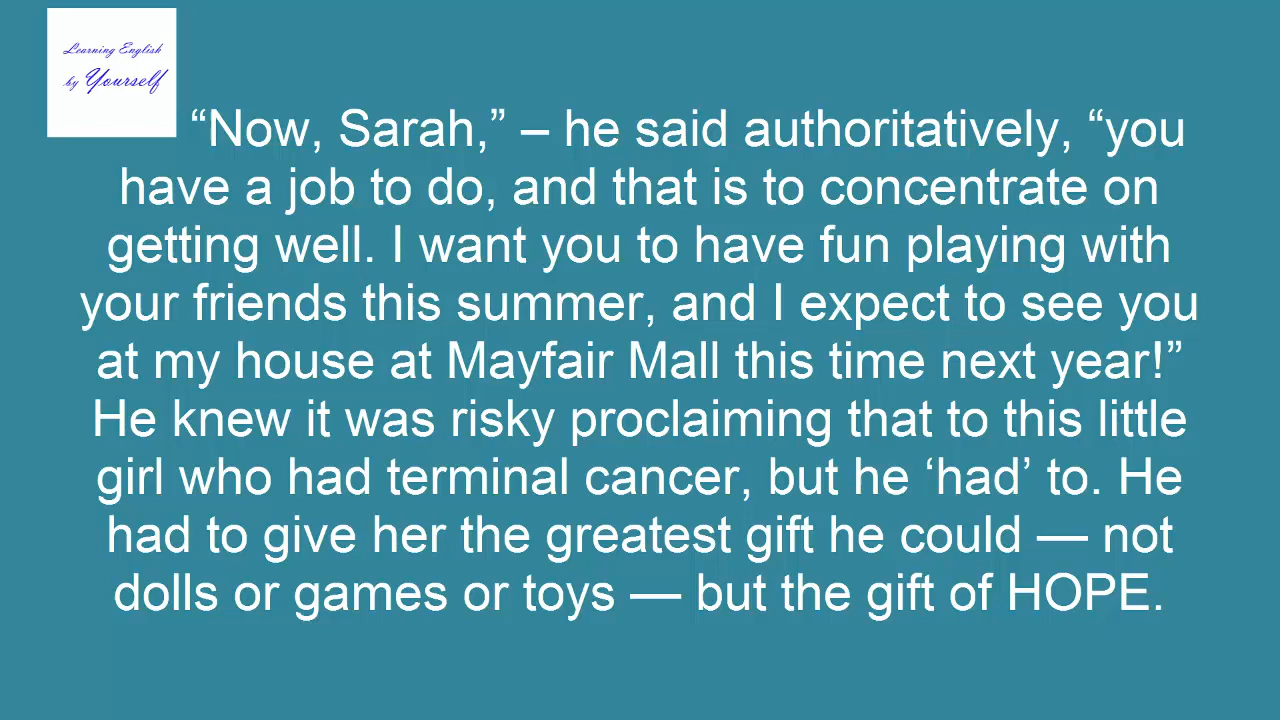 Learning English
by Yourself
“Now, Sarah,” – he said authoritatively, “you
have a job to do, and that is to concentrate on
getting well. I want you to have fun playing with
your friends this summer, and I expect to see you
at my house at Mayfair Mall this time next year!”
He knew it was risky proclaiming that to this little
girl who had terminal cancer, but he ‘had’ to. He
had to give her the greatest gift he could — not
dolls or games or toys — but the gift of HOPE.